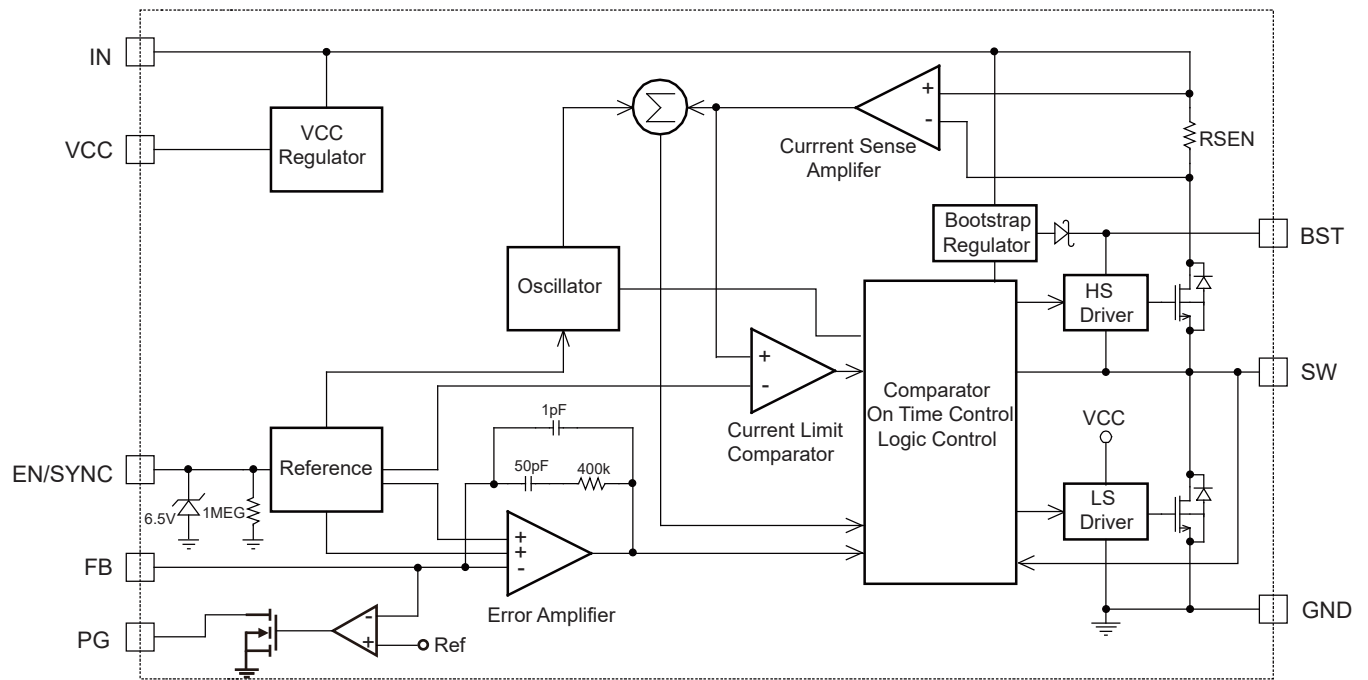 IN
VCC
VCC
Regulator
Σ
+
-
Currrent Sense
Amplifer
RSEN
Bootstrap
Regulator
BST
Oscillator
HS
Driver
+
-
Current Limit
Comparator
Comparator
On Time Control
Logic Control
SW
VCC
LS
Driver
1pF
50pF
400k
EN/SYNC
Reference
6.5V
1MEG
+
+
-
Error Amplifier
FB
PG
-
+
Ref
GND